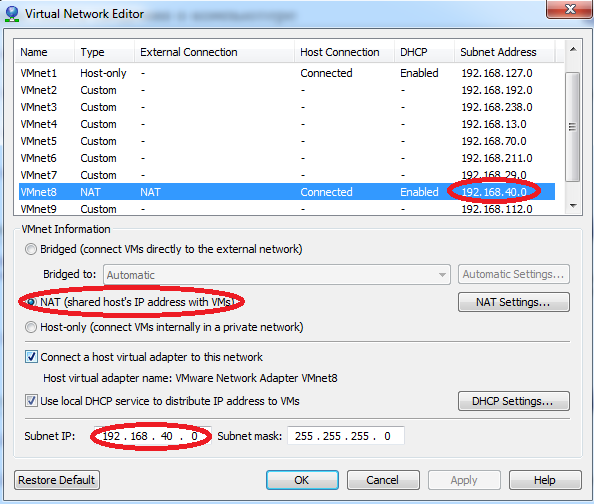 Virtual Network Editor
Name Type External Connection Host Connection DHCP Subnet Address
VMnet1 Host-only - Connected Enabled 192.168.127.0
VMnet2 Custom - - - 192.168.192.0
VMnet3 Custom - - - 192.168.238.0
VMnet4 Custom - - - 192.168.13.0
VMnet5 Custom - - - 192.168.70.0
VMnet6 Custom - - - 192.168.211.0
VMnet7 Custom - - - 192.168.29.0
VMnet8 NAT NAT Connected Enabled 192.168.40.0
VMnet9 Custom - - - 192.168.112.0
VMnet Information
Bridged (connect VMs directly to the external network)
Bridged to: Automatic Automatic Settings...
NAT (shared host's IP address with VMs) NAT Settings...
Host-only (connect VMs internally in a private network)
Connect a host virtual adapter to this network
Host virtual adapter name: VMware Network Adapter VMnet8
Use local DHCP service to distribute IP address to VMs DHCP Settings...
Subnet IP: 192 . 168 . 40 . 0 Subnet mask: 255 . 255 . 255 . 0
Restore Default OK Cancel Apply Help